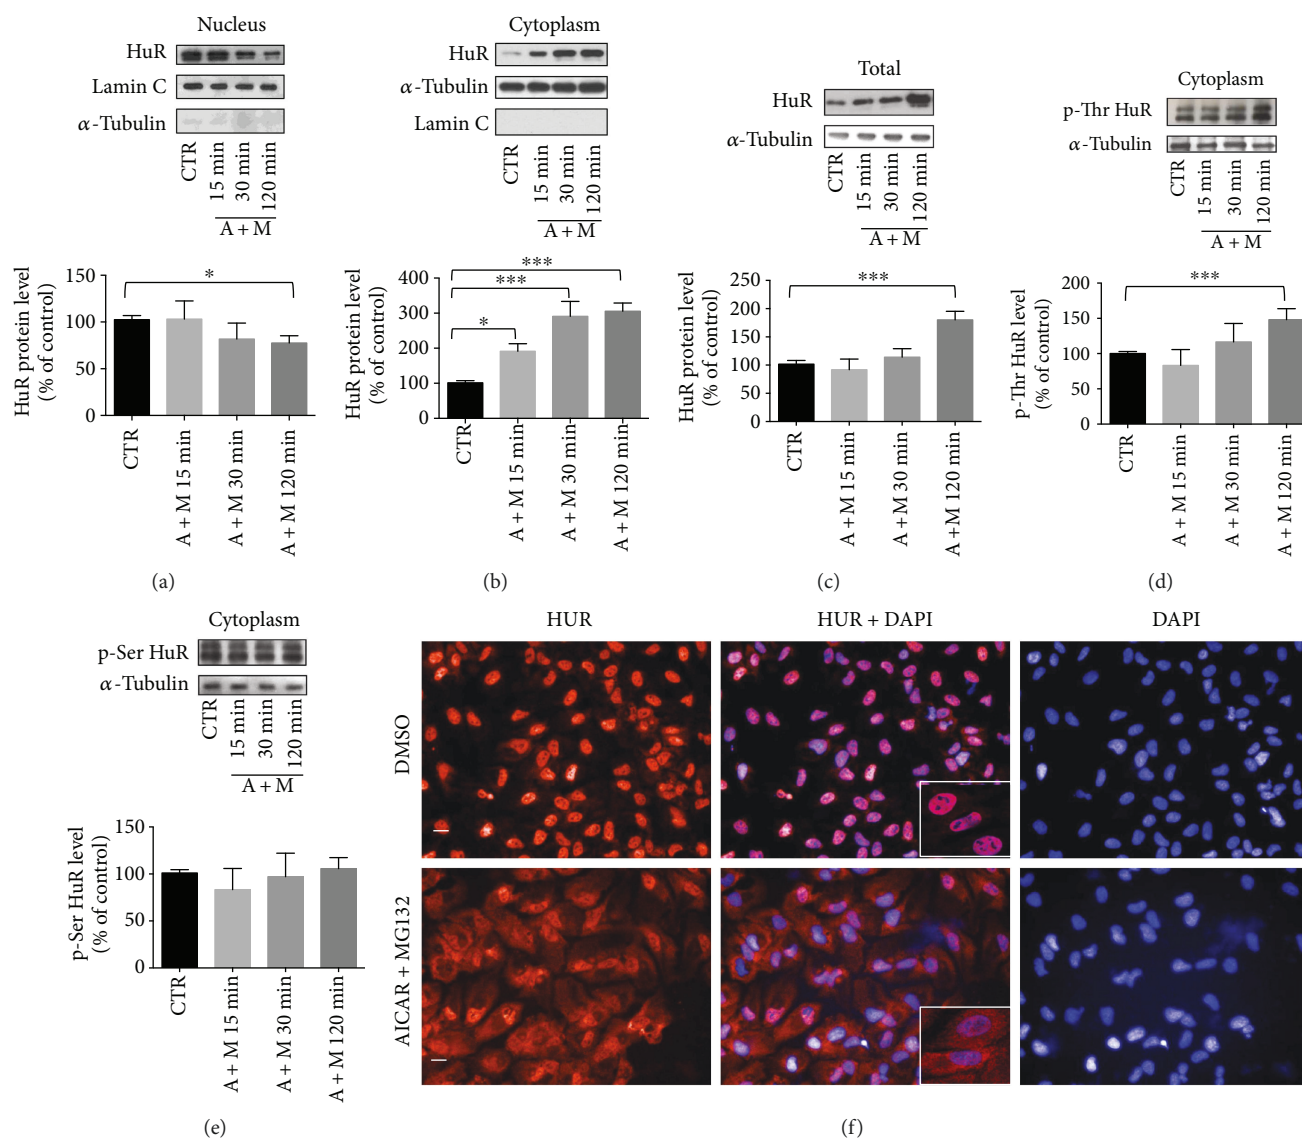 Nucleus
HuR
Lamin C
α-Tubulin
CTR
15 min
30 min
120 min
A + M
HuR protein level
(% of control)
150
100
50
0
*
CTR
A + M 15 min
A + M 30 min
A + M 120 min
(a)
Cytoplasm
HuR
α-Tubulin
Lamin C
CTR
15 min
30 min
120 min
A + M
HuR protein level
(% of control)
400
300
200
100
0
***
***
*
CTR
A + M 15 min
A + M 30 min
A + M 120 min
(b)
Total
HuR
α-Tubulin
CTR
15 min
30 min
120 min
A + M
HuR protein level
(% of control)
250
200
150
100
50
0
***
CTR
A + M 15 min
A + M 30 min
A +M 120 min
(c)
Cytoplasm
p-Thr HuR
α-Tubulin
CTR
15 min
30 min
120 min
A + M
p-Thr HuR level
(% of control)
200
150
100
50
0
***
CTR
A + M 15 min
A + M 30 min
A + M 120 min
(d)
Cytoplasm
p-Ser HuR
α-Tubulin
CTR
15 min
30 min
120 min
A + M
p-Ser HuR level
(% of control)
150
100
50
0
CTR
A + M 15 min
A + M 30 min
A + M 120 min
(e)
HUR
HUR + DAPI
DAPI
DMSO
AICAR + MG132
(f)